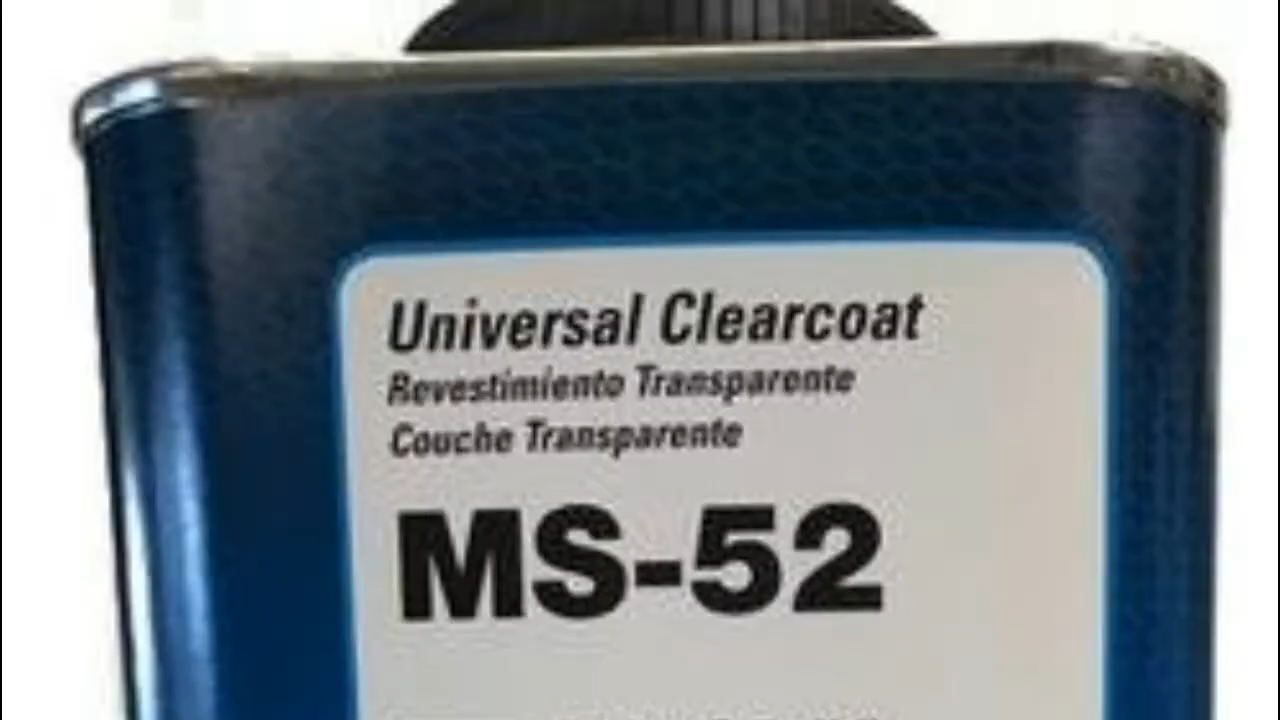 Universal Clearcoat
Revestimiento Transparente
Couche Transparente
MS-52